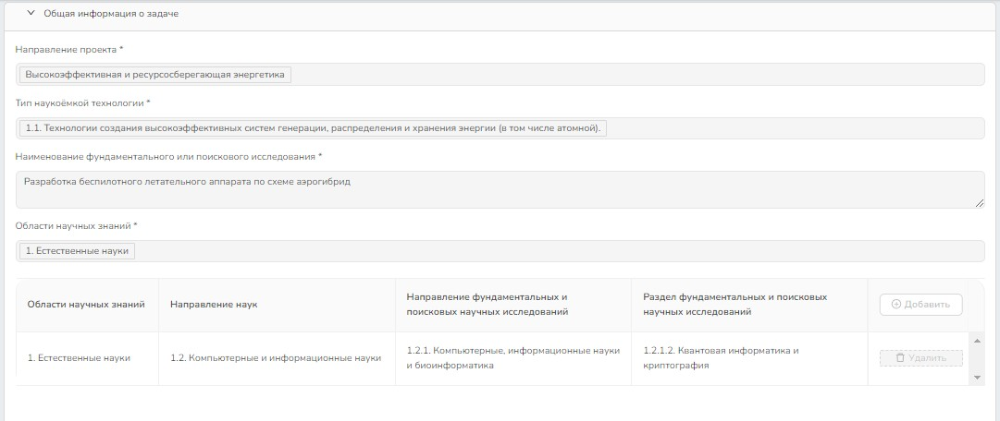 Общая информация о задаче
Направление проекта *
Высокоэффективная и ресурсосберегающая энергетика
Тип наукоёмкой технологии *
1.1. Технологии создания высокоэффективных систем генерации, распределения и хранения энергии (в том числе атомной).
Наименование фундаментального или поискового исследования *
Разработка беспилотного летательного аппарата по схеме аэрогибрид
Области научных знаний *
1. Естественные науки
Области научных знаний
Направление наук
Направление фундаментальных и
поисковых научных исследований
Раздел фундаментальных и поисковых
научных исследований
Добавить
1. Естественные науки
1.2. Компьютерные и информационные науки
1.2.1. Компьютерные, информационные науки
и биоинформатика
1.2.1.2. Квантовая информатика и
криптография
Удалить